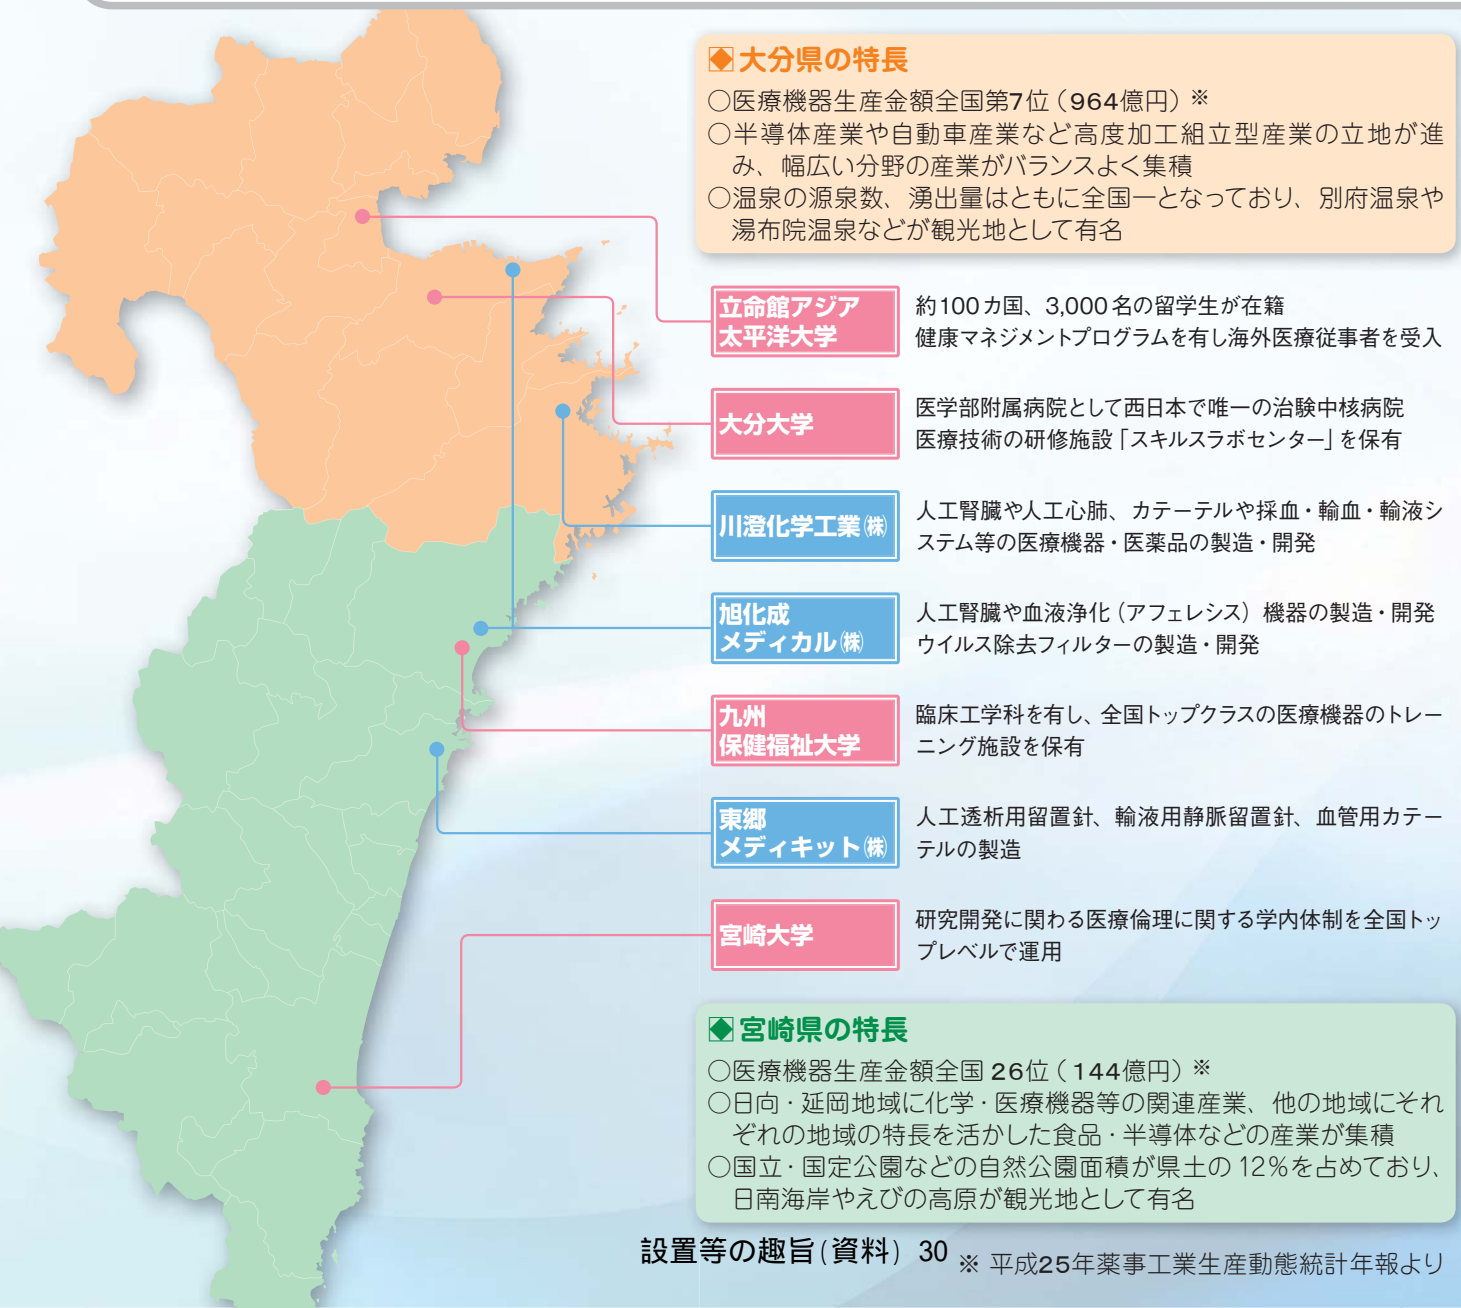 ◆大分県の特長
○医療機器生産金額全国第7位（964億円）※
○半導体産業や自動車産業など高度加工組立型産業の立地が進
み、幅広い分野の産業がバランスよく集積
○温泉の源泉数、湧出量はともに全国一となっており、別府温泉や
湯布院温泉などが観光地として有名
立命館アジア
太平洋大学
約100カ国、3,000名の留学生が在籍
健康マネジメントプログラムを有し海外医療従事者を受入
大分大学
医学部附属病院として西日本で唯一の治験中核病院
医療技術の研修施設「スキルスラボセンター」を保有
川澄化学工業㈱
人工腎臓や人工心肺、カテーテルや採血・輸血・輸液シ
ステム等の医療機器・医薬品の製造・開発
旭化成
メディカル㈱
人工腎臓や血液浄化（アフェレシス）機器の製造・開発
ウイルス除去フィルターの製造・開発
九州
保健福祉大学
臨床工学科を有し、全国トップクラスの医療機器のトレー
ニング施設を保有
東郷
メディキット㈱
人工透析用留置針、輸液用静脈留置針、血管用カテー
テルの製造
宮崎大学
研究開発に関わる医療倫理に関する学内体制を全国トッ
プレベルで運用
◆宮崎県の特長
○医療機器生産金額全国26位（144億円）※
○日向・延岡地域に化学・医療機器等の関連産業、他の地域にそれ
ぞれの地域の特長を活かした食品・半導体などの産業が集積
○国立・国定公園などの自然公園面積が県土の12％を占めており、
日南海岸やえびの高原が観光地として有名
設置等の趣旨(資料) 30
※ 平成25年薬事工業生産動態統計年報より